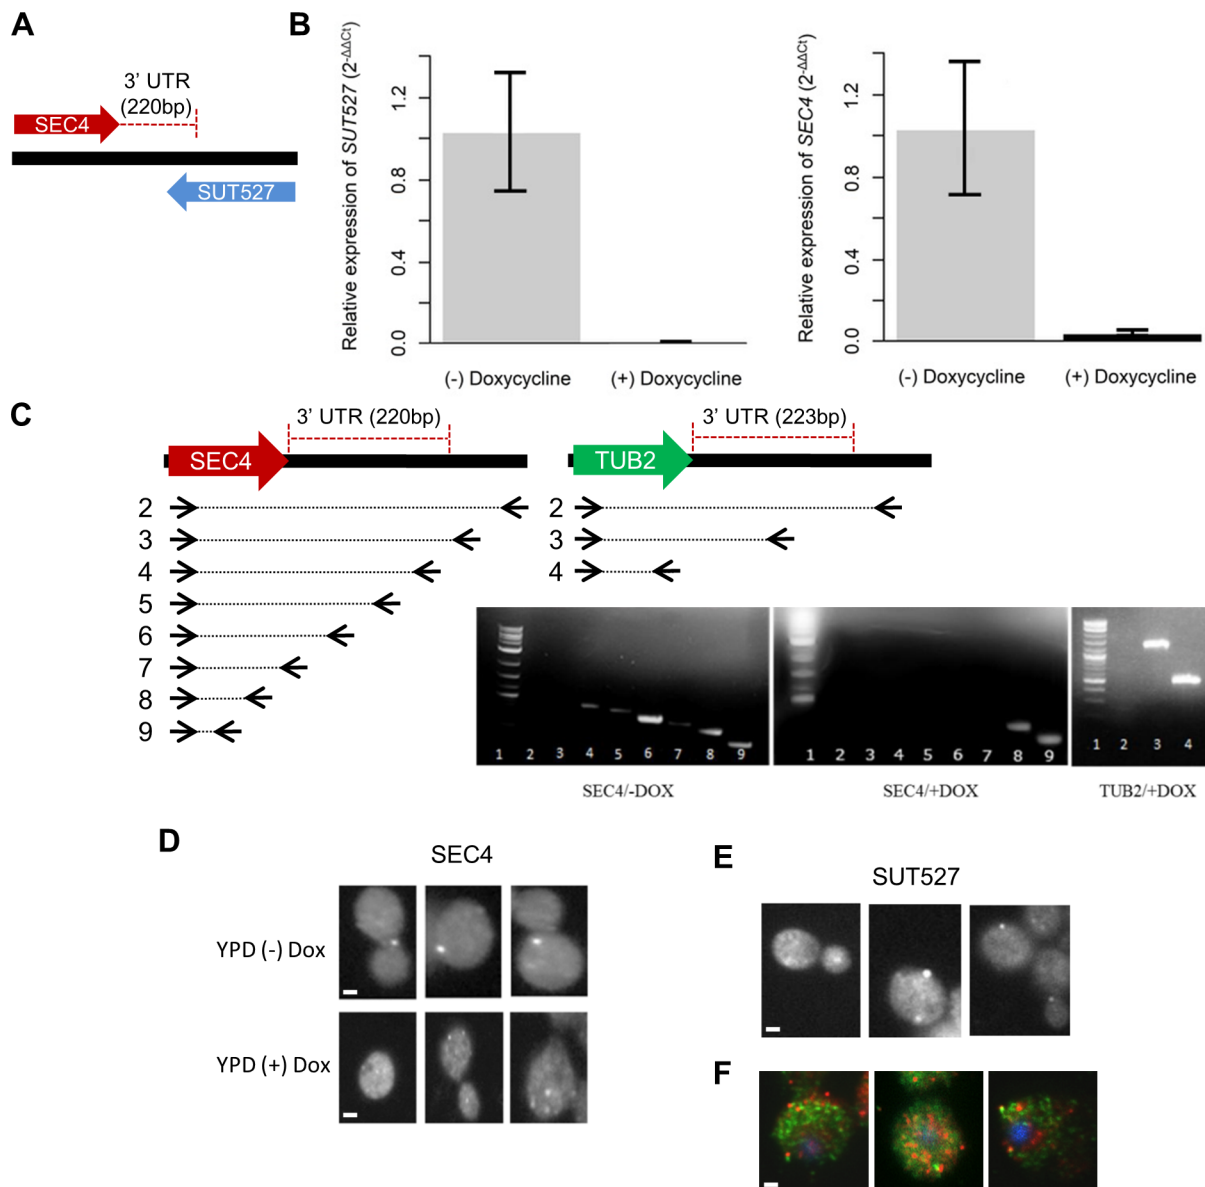 A
3' UTR
(220bp)
SEC4
SUT527
B
Relative expression of SUT527 (2-ΔΔCt)
1.2
0.8
0.4
0.0
(-) Doxycycline
(+) Doxycycline
Relative expression of SEC4 (2-ΔΔCt)
1.2
0.8
0.4
0.0
(-) Doxycycline
(+) Doxycycline
C
3' UTR (220bp)
SEC4
2
3
4
5
6
7
8
9
3' UTR (223bp)
TUB2
2
3
4
1 2 3 4 5 6 7 8 9
SEC4/-DOX
1 2 3 4 5 6 7 8 9
SEC4/+DOX
1 2 3 4
TUB2/+DOX
D
SEC4
YPD (-) Dox
YPD (+) Dox
E
SUT527
F